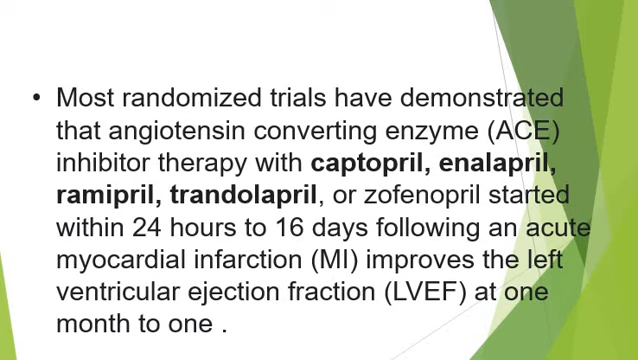 • Most randomized trials have demonstrated
that angiotensin converting enzyme (ACE)
inhibitor therapy with captopril, enalapril,
ramipril, trandolapril, or zofenopril started
within 24 hours to 16 days following an acute
myocardial infarction (MI) improves the left
ventricular ejection fraction (LVEF) at one
month to one .